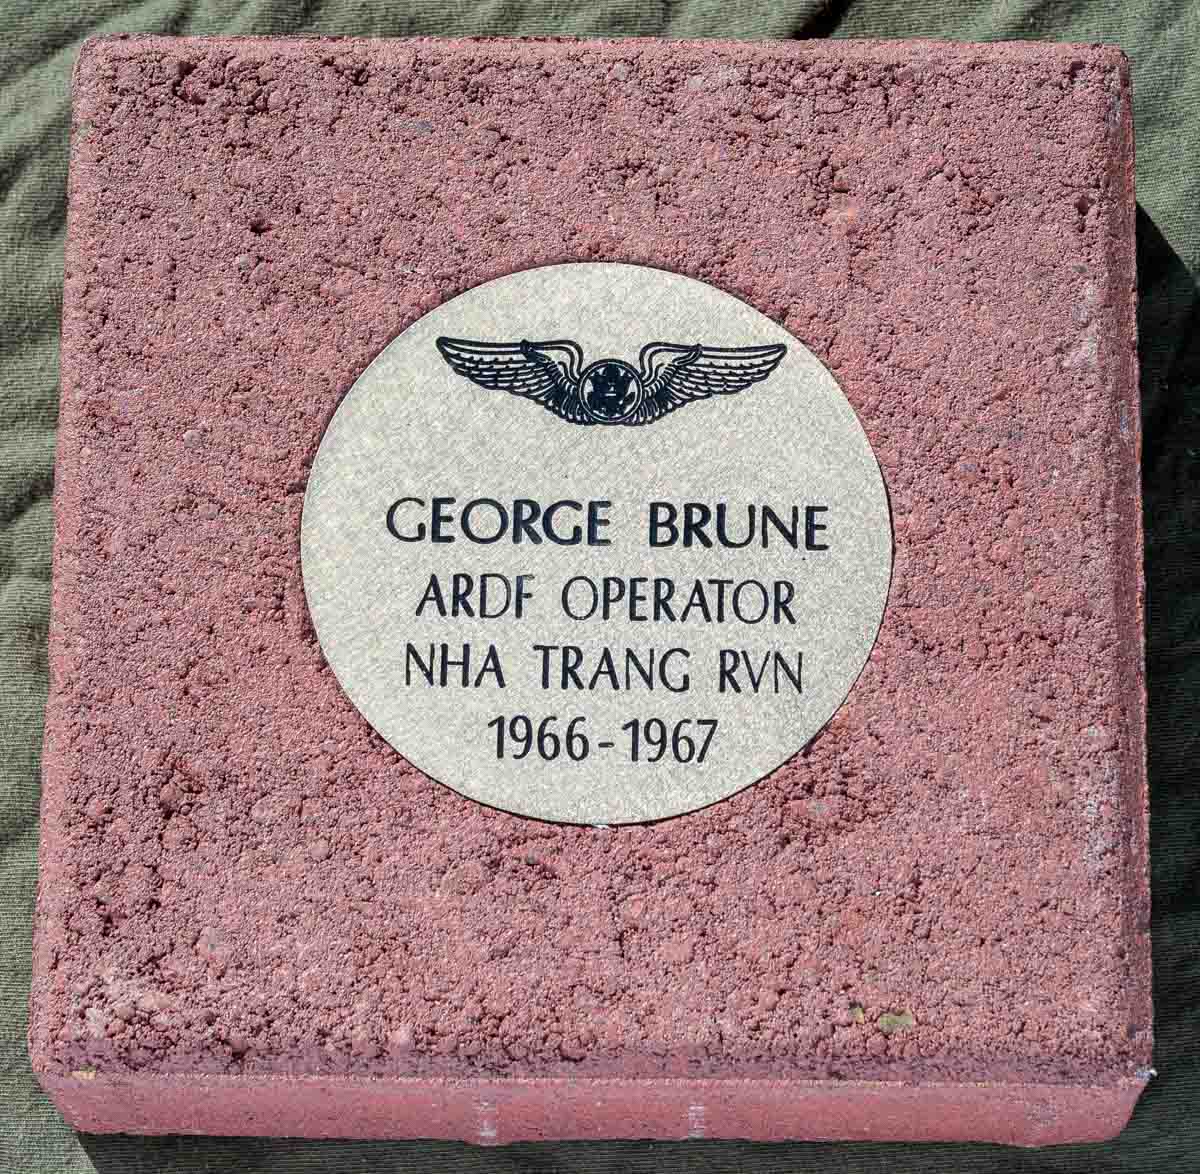 GEORGE BRUNE
ARDF OPERATOR
NHA TRANG RVN
1966-1967